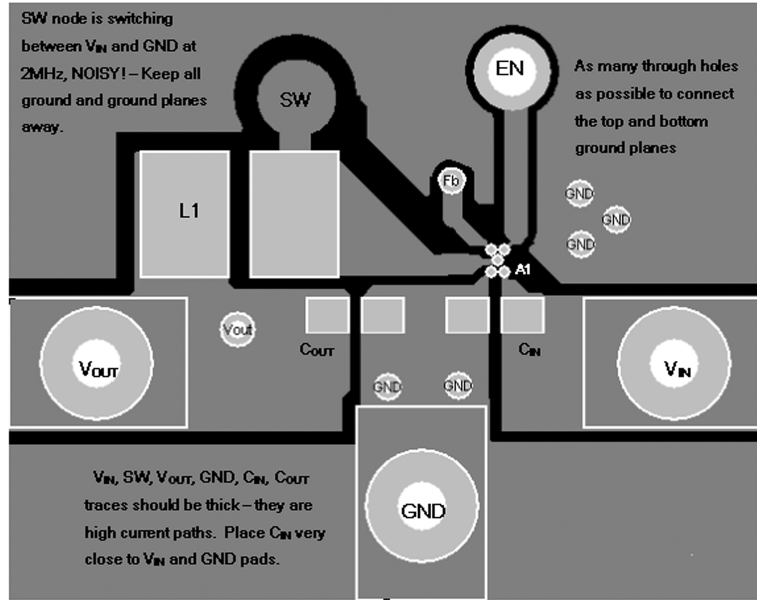 SW node is switching
between VIN and GND at
2MHz, NOISY! – Keep all
ground and ground planes
away.
SW
EN
As many through holes
as possible to connect
the top and bottom
ground planes
Fb
L1
GND
GND
GND
A1
Vout
COUT
CIN
VOUT
VIN
GND
GND
VIN, SW, VOUT, GND, CIN, COUT
traces should be thick – they are
high current paths. Place CIN very
close to VIN and GND pads.
GND